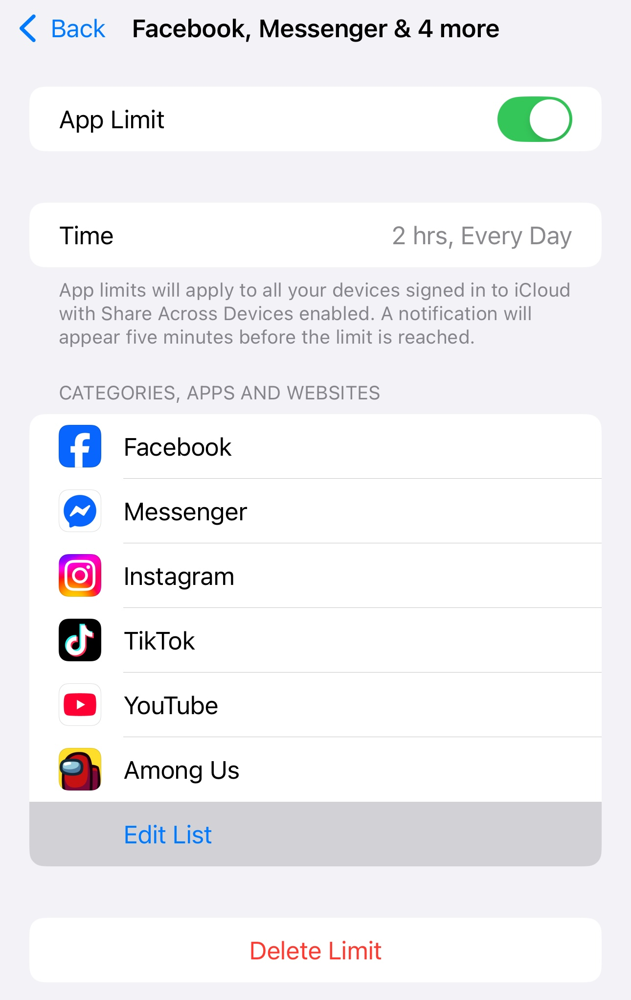 Back Facebook, Messenger & 4 more
App Limit
Time 2 hrs, Every Day
App limits will apply to all your devices signed in to iCloud
with Share Across Devices enabled. A notification will
appear five minutes before the limit is reached.
CATEGORIES, APPS AND WEBSITES
Facebook
Messenger
Instagram
TikTok
YouTube
Among Us
Edit List
Delete Limit